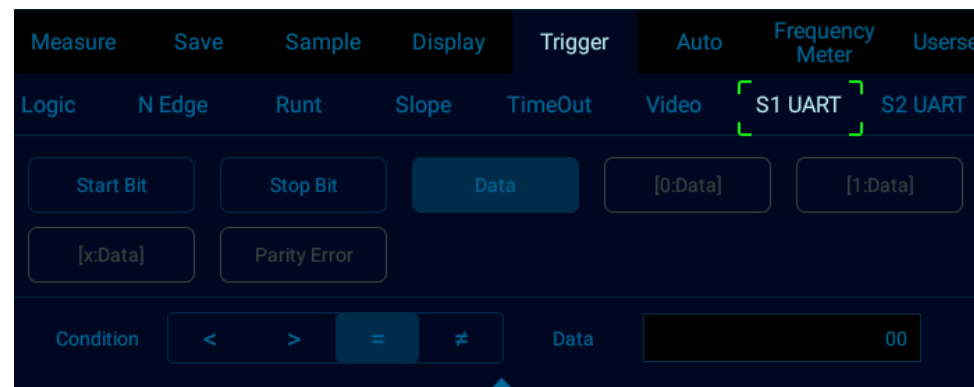 Measure Save Sample Display Trigger Auto Frequency Meter Userse
Logic N Edge Runt Slope TimeOut Video S1 UART S2 UART
Start Bit Stop Bit Data [0:Data] [1:Data]
[x:Data] Parity Error
Condition < > = ≠ Data 00